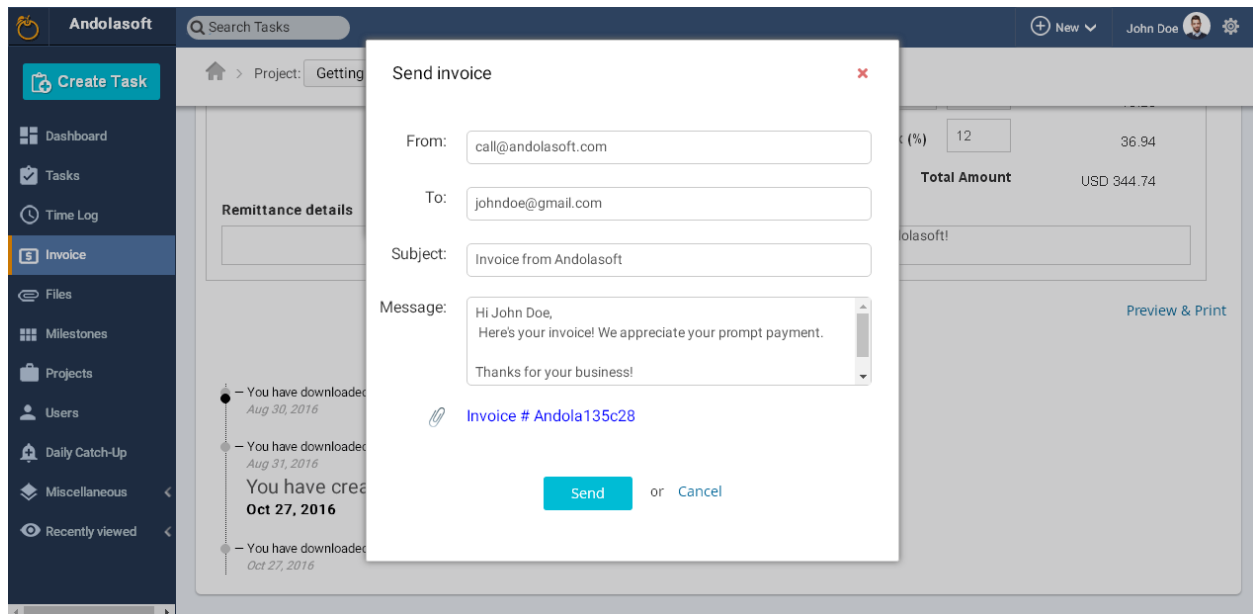 Andolasoft
Search Tasks
New
John Doe
Create Task
Dashboard
Tasks
Time Log
Invoice
Files
Milestones
Projects
Users
Daily Catch-Up
Miscellaneous
Recently viewed
Project: Getting
Send invoice
From: call@andolasoft.com
To: johndoe@gmail.com
Subject: Invoice from Andolasoft
Message: Hi John Doe,
Here's your invoice! We appreciate your prompt payment.
Thanks for your business!
Invoice # Andola135c28
Send or Cancel
(%) 12 36.94
Total Amount USD 344.74
Remittance details
olasoft!
Preview & Print
– You have downloaded
Aug 30, 2016
– You have downloaded
Aug 31, 2016
You have crea
Oct 27, 2016
– You have downloaded
Oct 27, 2016